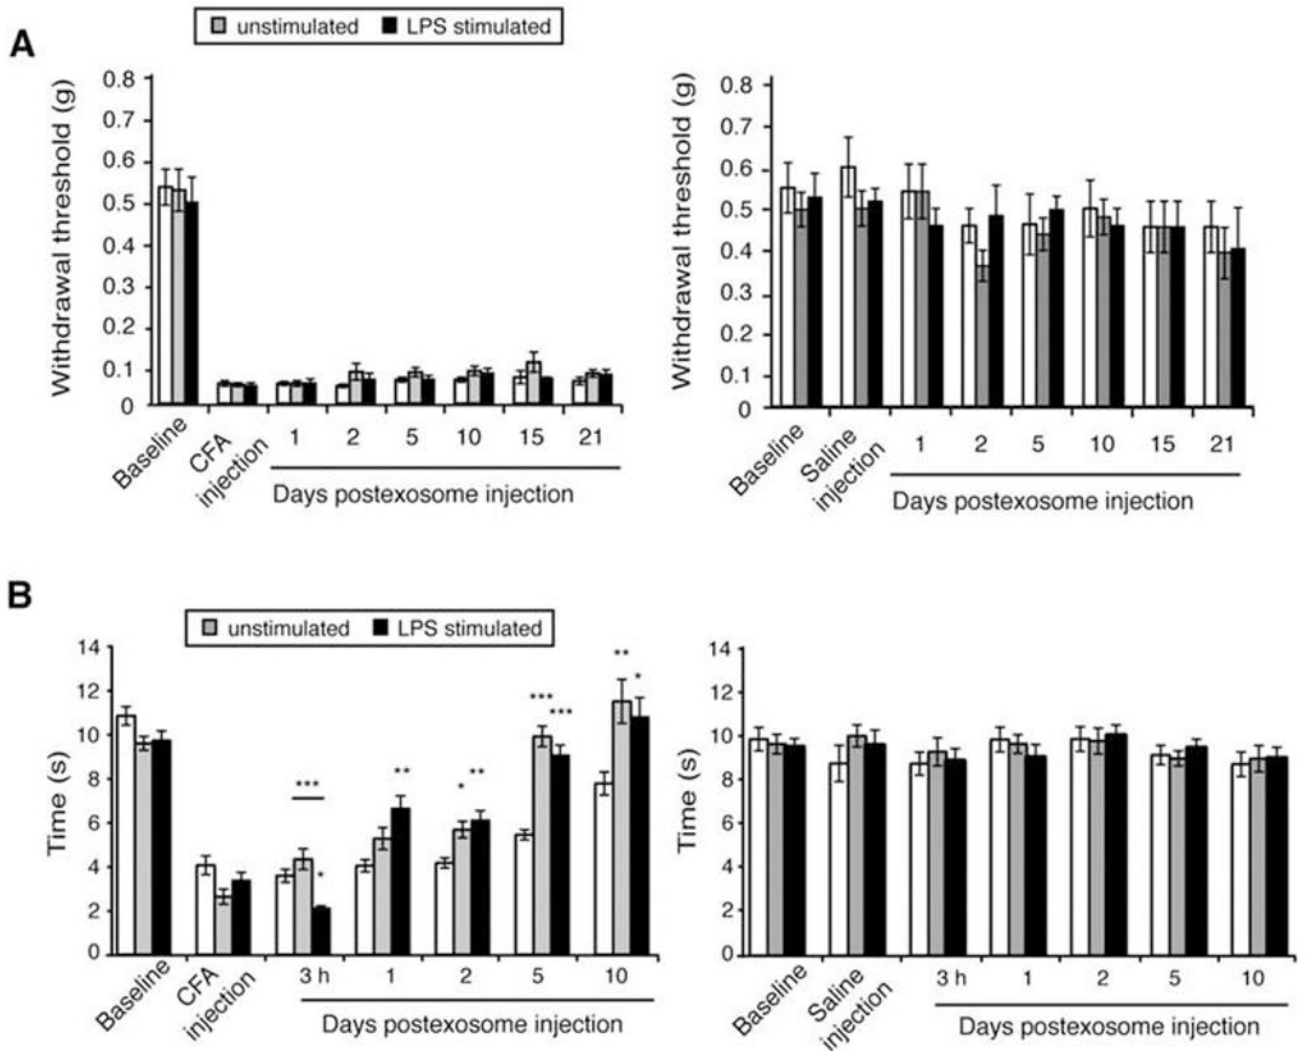 A
unstimulated LPS stimulated
Withdrawal threshold (g)
0.8
0.7
0.6
0.5
0.4
0.3
0.2
0.1
0
Baseline
CFA
injection
1 2 5 10 15 21
Days postexosome injection
Withdrawal threshold (g)
0.8
0.7
0.6
0.5
0.4
0.3
0.2
0.1
0
Baseline
Saline
injection
1 2 5 10 15 21
Days postexosome injection
B
unstimulated LPS stimulated
Time (s)
14
12
10
8
6
4
2
0
***
*
**
*
**
***
***
**
*
Baseline
CFA
injection
3 h 1 2 5 10
Days postexosome injection
Time (s)
14
12
10
8
6
4
2
0
Baseline
Saline
injection
3 h 1 2 5 10
Days postexosome injection